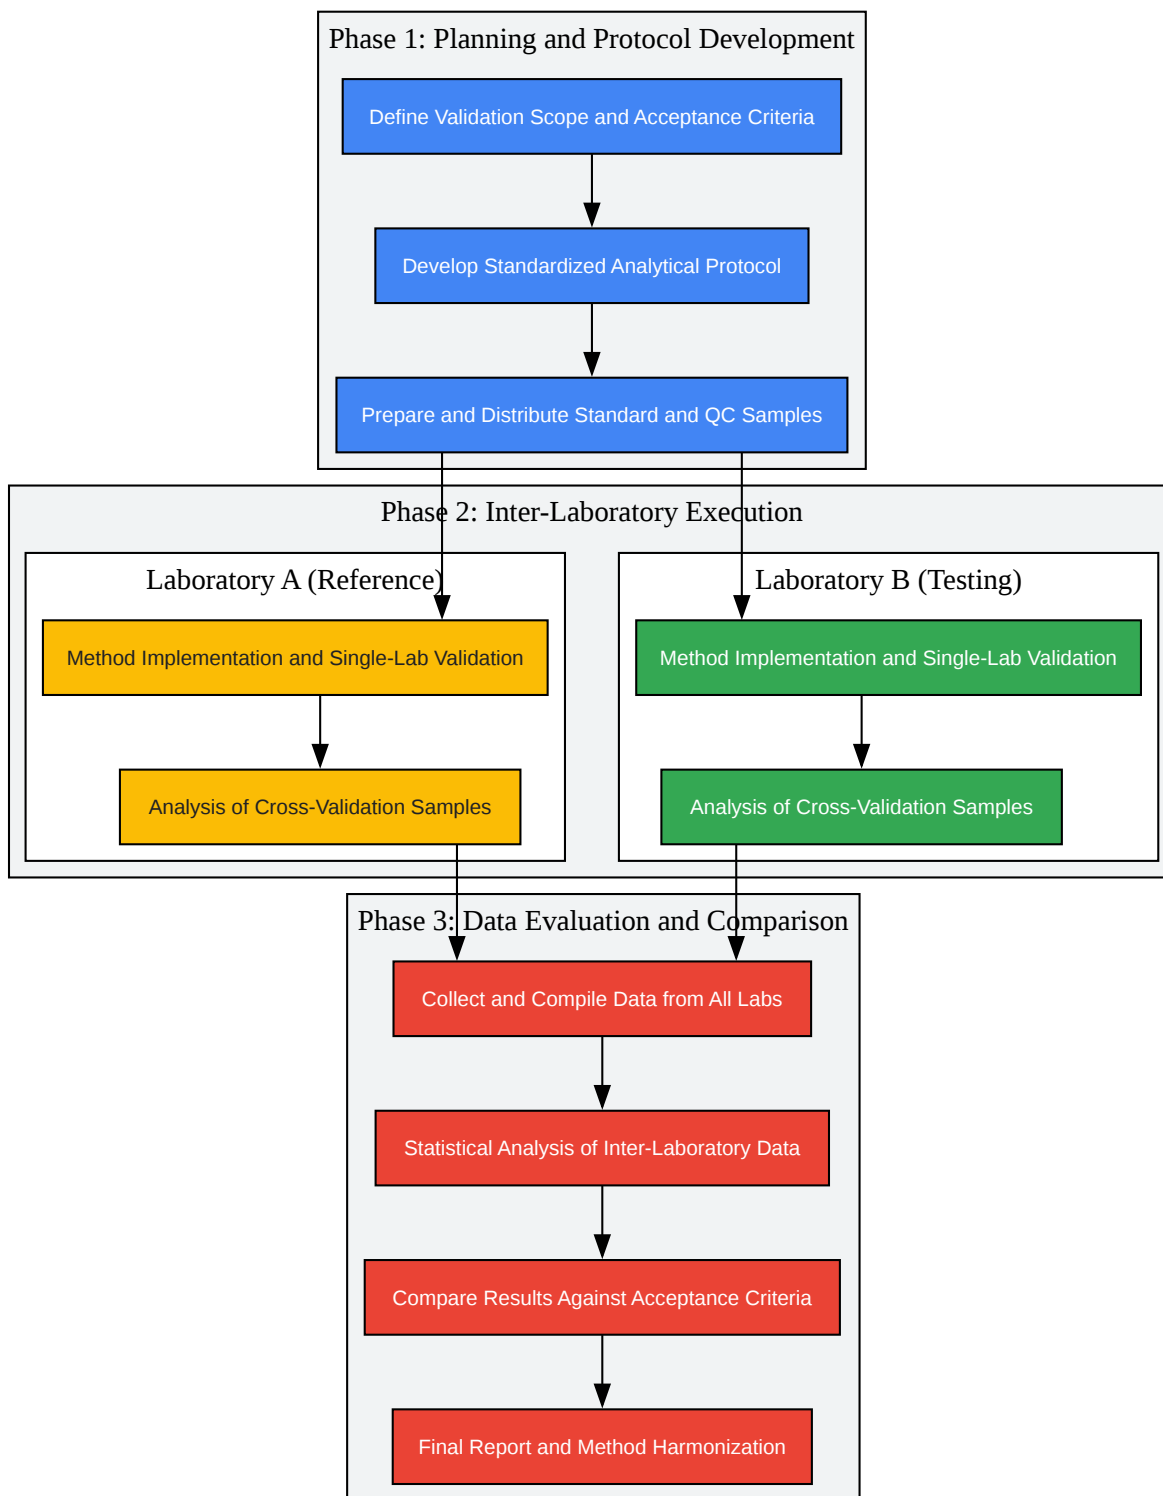 Phase 1: Planning and Protocol Development
Define Validation Scope and Acceptance Criteria
Develop Standardized Analytical Protocol
Prepare and Distribute Standard and QC Samples
Phase 2: Inter-Laboratory Execution
Laboratory A (Reference)
Method Implementation and Single-Lab Validation
Analysis of Cross-Validation Samples
Laboratory B (Testing)
Method Implementation and Single-Lab Validation
Analysis of Cross-Validation Samples
Phase 3: Data Evaluation and Comparison
Collect and Compile Data from All Labs
Statistical Analysis of Inter-Laboratory Data
Compare Results Against Acceptance Criteria
Final Report and Method Harmonization